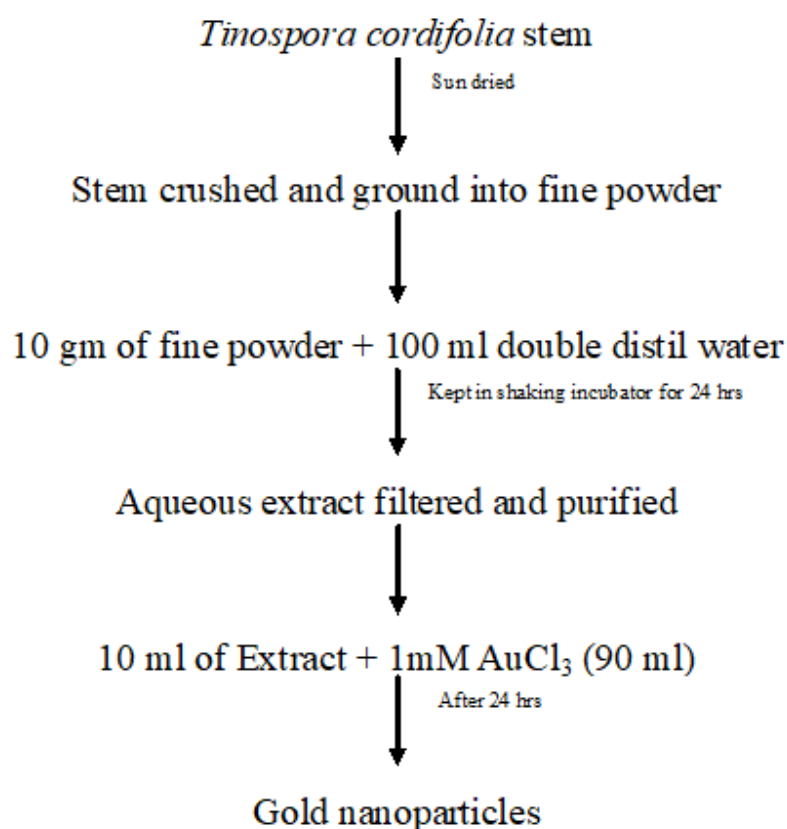 Tinospora cordifolia stem
Sun dried
Stem crushed and ground into fine powder
10 gm of fine powder + 100 ml double distil water
Kept in shaking incubator for 24 hrs
Aqueous extract filtered and purified
10 ml of Extract + 1mM AuCl₃ (90 ml)
After 24 hrs
Gold nanoparticles